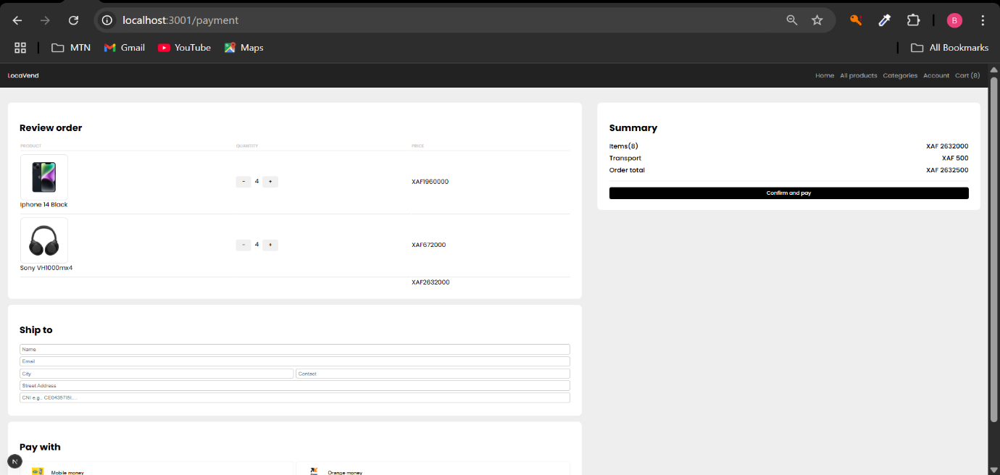 localhost:3001/payment
B
MTN
Gmail
YouTube
Maps
All Bookmarks
LocaVend
Home All products Categories Account Cart (8)
Review order
PRODUCT QUANTITY PRICE
- 4 + XAF1960000
Iphone 14 Black
- 4 + XAF672000
Sony VH1000mx4
XAF2632000
Summary
Items(8) XAF 2632000
Transport XAF 500
Order total XAF 2632500
Confirm and pay
Ship to
Name
Email
City Contact
Street Address
Pay with
N
Mobile money Orange money